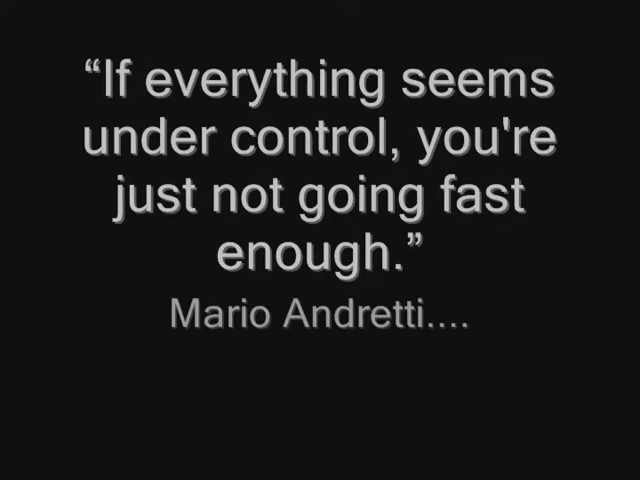 “If everything seems
under control, you're
just not going fast
enough.”
Mario Andretti....